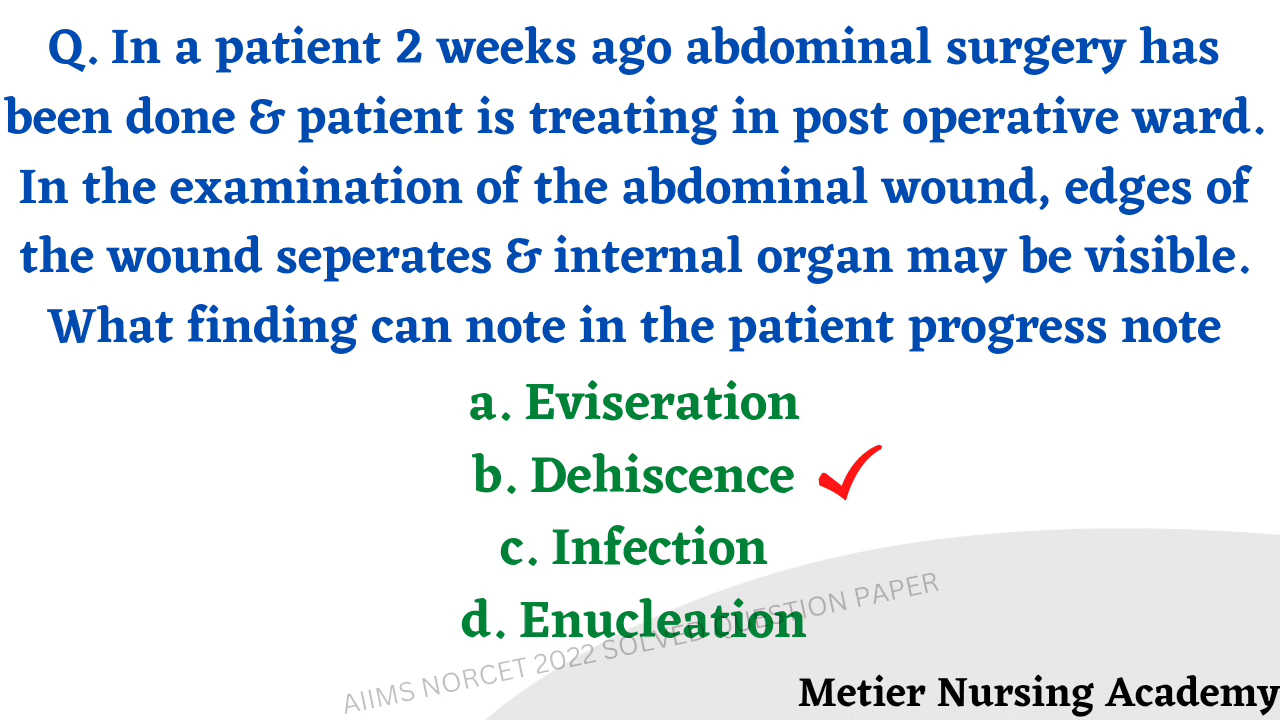 Q. In a patient 2 weeks ago abdominal surgery has
been done & patient is treating in post operative ward.
In the examination of the abdominal wound, edges of
the wound seperates & internal organ may be visible.
What finding can note in the patient progress note
a. Eviseration
b. Dehiscence
c. Infection
d. Enucleation
AIIMS NORCET 2022 SOLVED QUESTION PAPER
Metier Nursing Academy